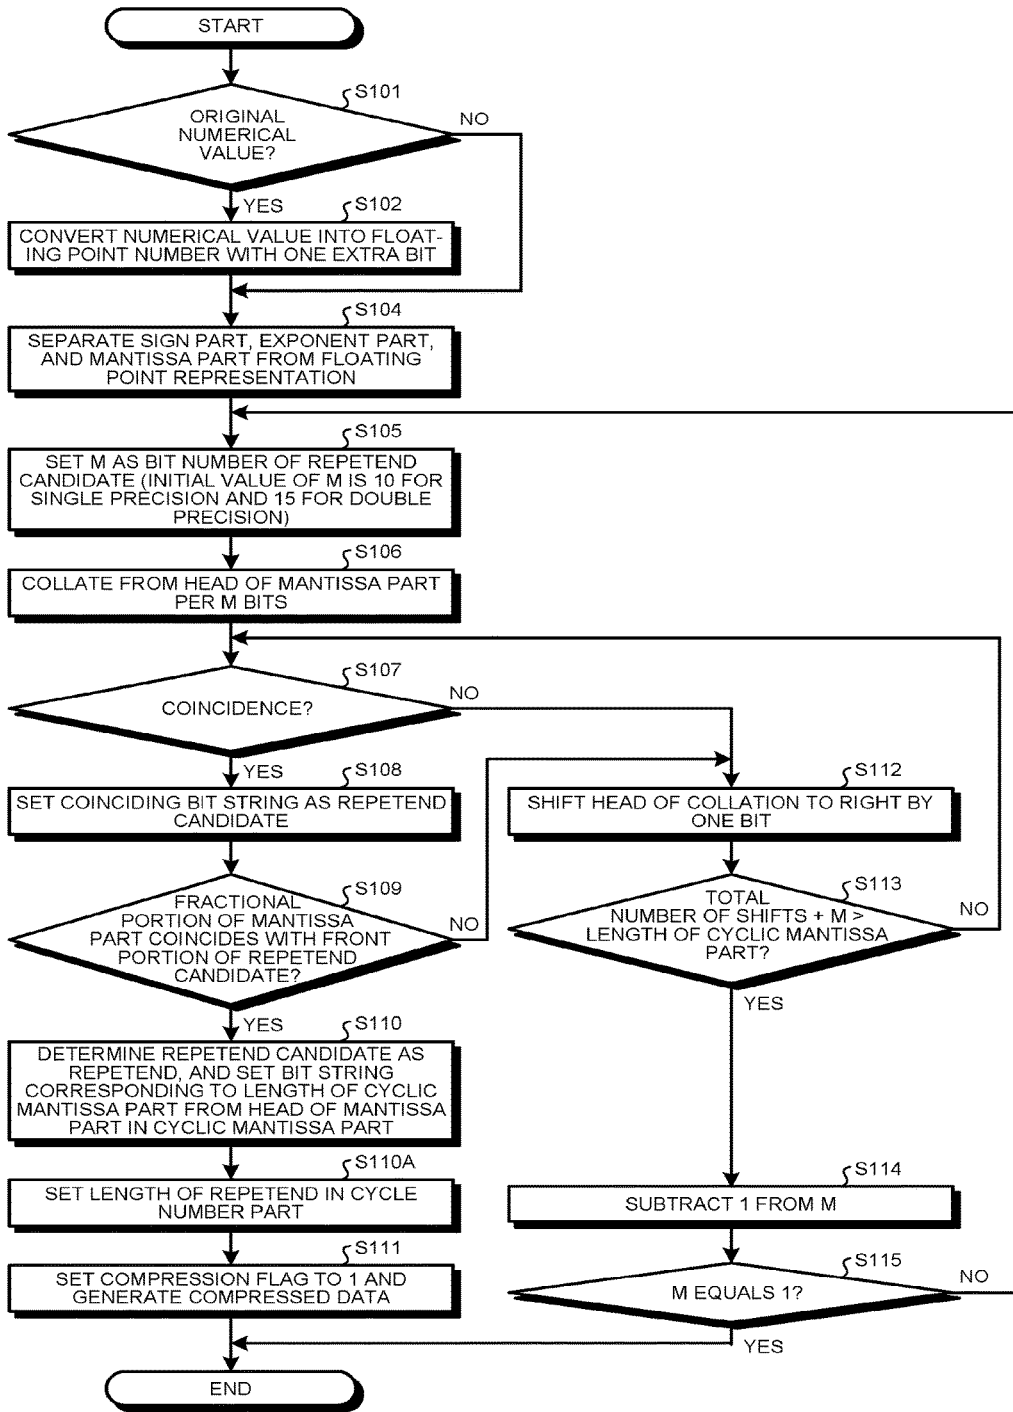 START
S101
ORIGINAL
NUMERICAL
VALUE?
NO
YES
S102
CONVERT NUMERICAL VALUE INTO FLOAT-
ING POINT NUMBER WITH ONE EXTRA BIT
S104
SEPARATE SIGN PART, EXPONENT PART,
AND MANTISSA PART FROM FLOATING
POINT REPRESENTATION
S105
SET M AS BIT NUMBER OF REPETEND
CANDIDATE (INITIAL VALUE OF M IS 10 FOR
SINGLE PRECISION AND 15 FOR DOUBLE
PRECISION)
S106
COLLATE FROM HEAD OF MANTISSA PART
PER M BITS
S107
COINCIDENCE?
NO
YES
S108
SET COINCIDING BIT STRING AS REPETEND
CANDIDATE
S109
FRACTIONAL
PORTION OF MANTISSA
PART COINCIDES WITH FRONT
PORTION OF REPETEND
CANDIDATE?
NO
YES
S110
DETERMINE REPETEND CANDIDATE AS
REPETEND, AND SET BIT STRING
CORRESPONDING TO LENGTH OF CYCLIC
MANTISSA PART FROM HEAD OF MANTISSA
PART IN CYCLIC MANTISSA PART
S110A
SET LENGTH OF REPETEND IN CYCLE
NUMBER PART
S111
SET COMPRESSION FLAG TO 1 AND
GENERATE COMPRESSED DATA
S112
SHIFT HEAD OF COLLATION TO RIGHT BY
ONE BIT
S113
TOTAL
NUMBER OF SHIFTS + M >
LENGTH OF CYCLIC MANTISSA
PART?
NO
YES
S114
SUBTRACT 1 FROM M
S115
M EQUALS 1?
NO
YES
END